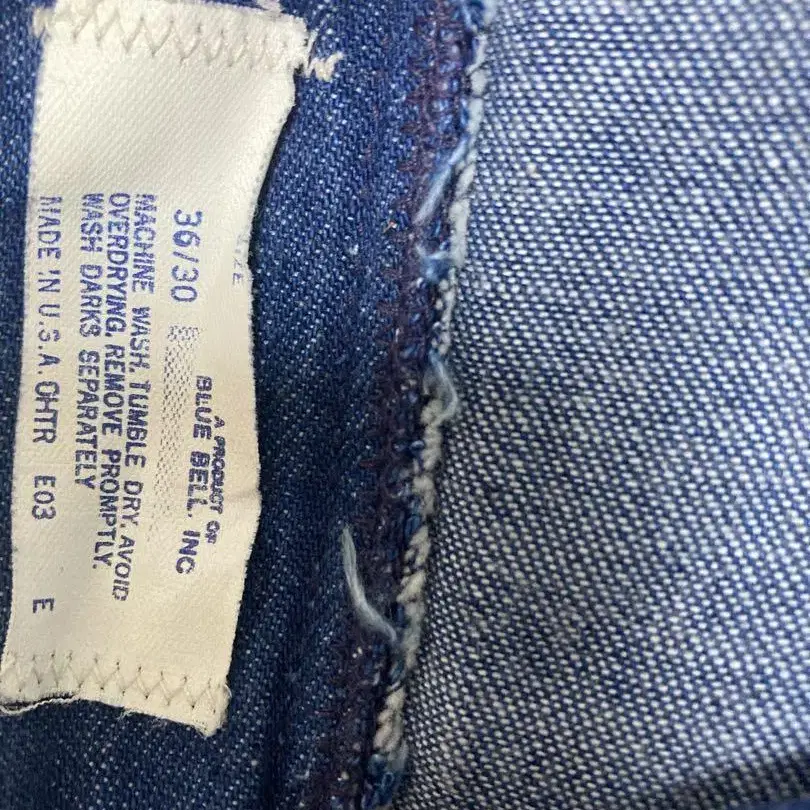 SIZE
36/30
A PRODUCT OF
BLUE BELL, INC
MACHINE WASH, TUMBLE DRY, AVOID
OVERDRYING, REMOVE PROMPTLY.
WASH DARKS SEPARATELY
MADE IN U.S.A. OHTR E03 E